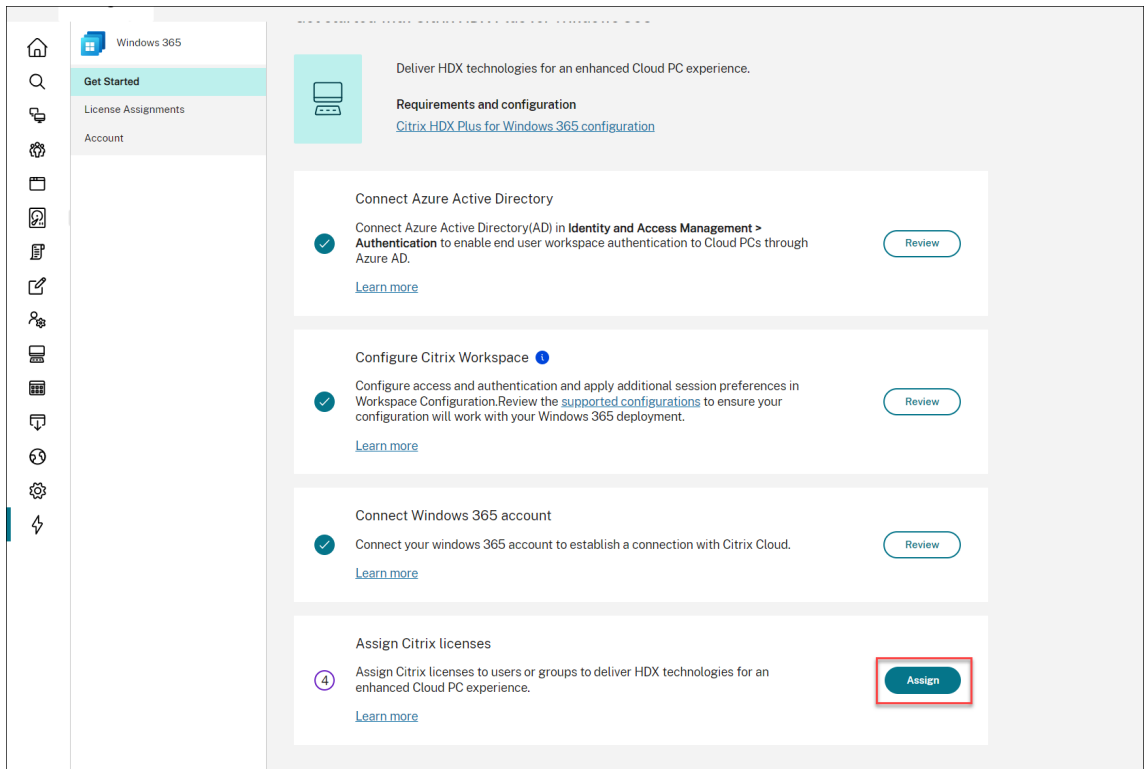 Windows 365
Get Started
License Assignments
Account
Deliver HDX technologies for an enhanced Cloud PC experience.
Requirements and configuration
Citrix HDX Plus for Windows 365 configuration
Connect Azure Active Directory
Connect Azure Active Directory(AD) in Identity and Access Management >
Authentication to enable end user workspace authentication to Cloud PCs through
Azure AD.
Learn more
Review
Configure Citrix Workspace
Configure access and authentication and apply additional session preferences in
Workspace Configuration.Review the supported configurations to ensure your
configuration will work with your Windows 365 deployment.
Learn more
Review
Connect Windows 365 account
Connect your windows 365 account to establish a connection with Citrix Cloud.
Learn more
Review
Assign Citrix licenses
4
Assign Citrix licenses to users or groups to deliver HDX technologies for an
enhanced Cloud PC experience.
Learn more
Assign